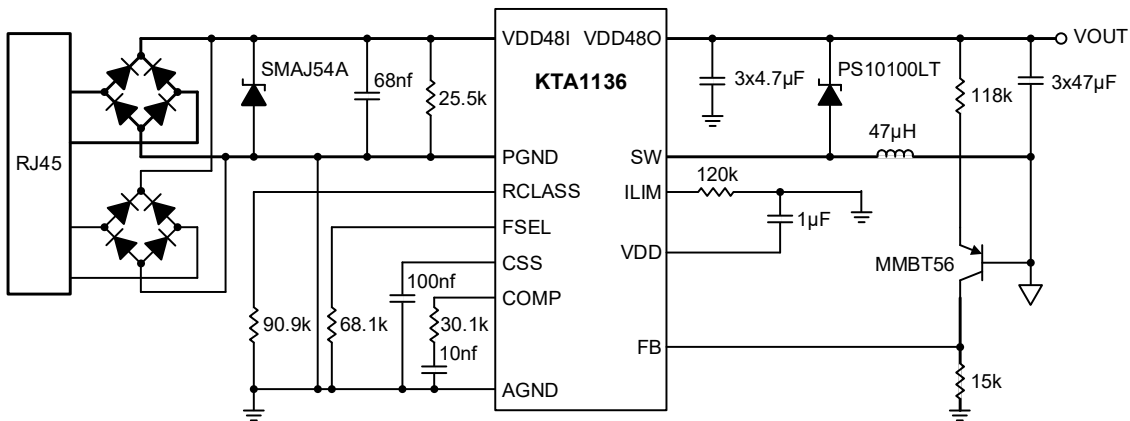 RJ45
SMAJ54A
68nf
25.5k
VDD48I
VDD48O
KTA1136
PGND
SW
RCLASS
ILIM
FSEL
CSS
VDD
COMP
FB
AGND
90.9k
68.1k
100nf
30.1k
10nf
3x4.7µF
PS10100LT
118k
3x47µF
VOUT
47µH
120k
1µF
MMBT56
15k